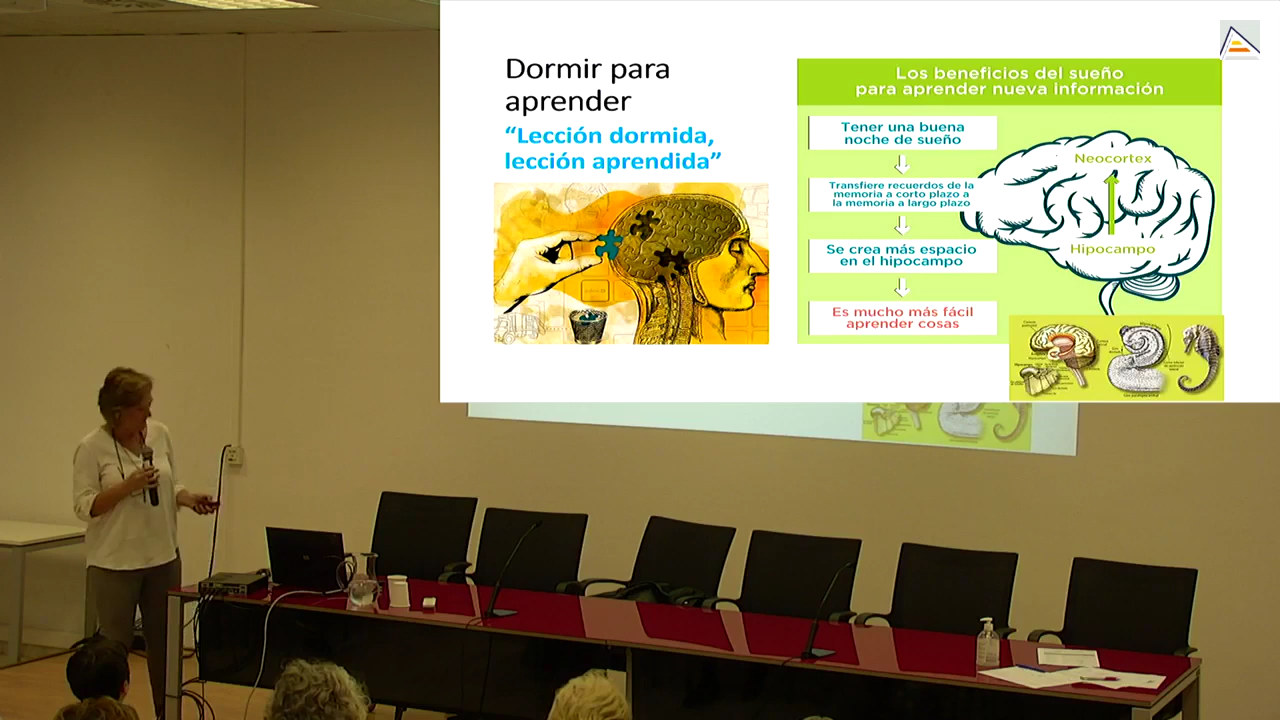 Dormir para
aprender
“Lección dormida,
lección aprendida”
Los beneficios del sueño
para aprender nueva información
Tener una buena
noche de sueño
Transfiere recuerdos de la
memoria a corto plazo a
la memoria a largo plazo
Se crea más espacio
en el hipocampo
Es mucho más fácil
aprender cosas
Neocortex
Hipocampo